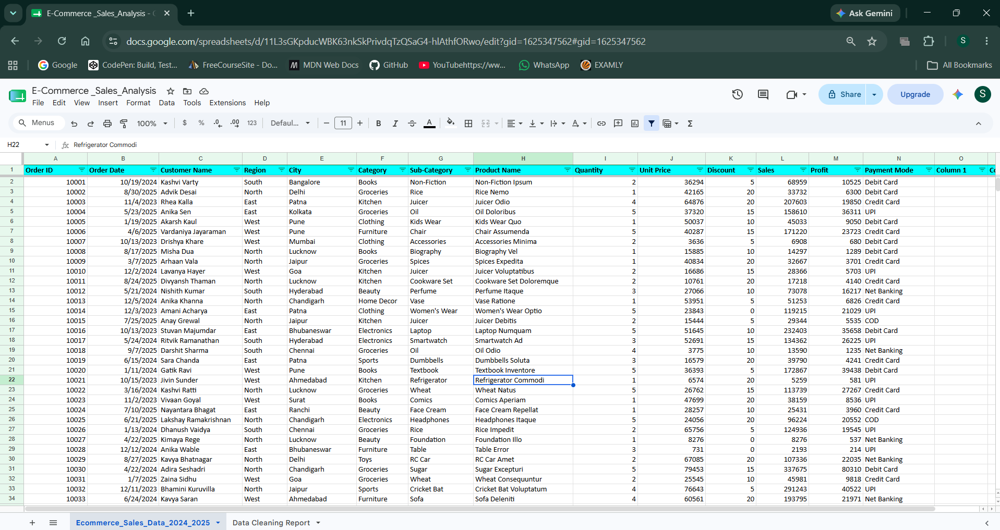 E-Commerce _Sales_Analysis -
Ask Gemini
docs.google.com/spreadsheets/d/11L3sGKpducWBK63nkSkPrivdqTzQSaG4-hlAthfORwo/edit?gid=1625347562#gid=1625347562
S
Google CodePen: Build, Test... FreeCourseSite - Do... MDN Web Docs GitHub YouTubehttps://ww... WhatsApp EXAMLY All Bookmarks
E-Commerce _Sales_Analysis
File Edit View Insert Format Data Tools Extensions Help
Share Upgrade S
Menus 100% $ % .0 .00 123 Defaul... 11 B I S A A Σ
H22 fx Refrigerator Commodi
A B C D E F G H I J K L M N O
1 Order ID Order Date Customer Name Region City Category Sub-Category Product Name Quantity Unit Price Discount Sales Profit Payment Mode Column 1 Co
2 10001 10/19/2024 Kashvi Varty South Bangalore Books Non-Fiction Non-Fiction Ipsum 2 36294 5 68959 10525 Debit Card
3 10002 8/30/2025 Advik Desai North Delhi Groceries Rice Rice Nemo 1 42165 20 33732 6300 Debit Card
4 10003 11/4/2023 Rhea Kalla East Patna Kitchen Juicer Juicer Odio 4 64876 20 207603 19850 Credit Card
5 10004 5/23/2025 Anika Sen East Kolkata Groceries Oil Oil Doloribus 5 37320 15 158610 36311 UPI
6 10005 1/19/2025 Akarsh Kaul West Pune Clothing Kids Wear Kids Wear Quo 1 50037 10 45033 9050 Debit Card
7 10006 4/6/2025 Vardaniya Jayaraman West Pune Furniture Chair Chair Assumenda 5 40287 15 171220 23723 Credit Card
8 10007 10/13/2023 Drishya Khare West Mumbai Clothing Accessories Accessories Minima 2 3636 5 6908 680 Debit Card
9 10008 8/17/2025 Misha Dua North Lucknow Books Biography Biography Vel 1 15885 10 14297 1289 Debit Card
10 10009 3/7/2025 Arhaan Vala North Jaipur Groceries Spices Spices Expedita 1 40834 20 32667 3701 Credit Card
11 10010 12/2/2024 Lavanya Hayer West Goa Kitchen Juicer Juicer Voluptatibus 2 16686 15 28366 5703 UPI
12 10011 8/24/2025 Divyansh Thaman North Lucknow Kitchen Cookware Set Cookware Set Doloremque 2 10761 20 17218 4140 Credit Card
13 10012 5/21/2024 Nishith Kumar South Hyderabad Beauty Perfume Perfume Itaque 3 27066 10 73078 16217 Net Banking
14 10013 12/5/2024 Anika Khanna North Chandigarh Home Decor Vase Vase Ratione 1 53951 5 51253 6826 Credit Card
15 10014 12/3/2023 Amani Acharya East Patna Clothing Women's Wear Women's Wear Optio 5 23843 0 119215 21029 UPI
16 10015 7/25/2025 Anay Grewal North Jaipur Kitchen Juicer Juicer Debitis 2 15444 5 29344 5535 COD
17 10016 10/13/2023 Stuvan Majumdar East Bhubaneswar Electronics Laptop Laptop Numquam 5 51645 10 232403 35658 Debit Card
18 10017 5/24/2024 Ritvik Ramanathan South Hyderabad Electronics Smartwatch Smartwatch Ad 3 52691 15 134362 26225 UPI
19 10018 9/7/2025 Darshit Sharma South Chennai Groceries Oil Oil Odio 4 3775 10 13590 1235 Net Banking
20 10019 6/15/2024 Sara Chanda East Patna Sports Dumbbells Dumbbells Soluta 3 16579 20 39790 4241 Credit Card
21 10020 1/11/2024 Gatik Ravi West Pune Books Textbook Textbook Inventore 5 36393 5 172867 39438 Debit Card
22 10021 10/15/2023 Jivin Sunder West Ahmedabad Kitchen Refrigerator Refrigerator Commodi 1 6574 20 5259 581 UPI
23 10022 3/16/2024 Kashvi Ratti North Lucknow Groceries Wheat Wheat Natus 5 26762 15 113739 27267 Credit Card
24 10023 11/2/2023 Vivaan Goyal West Surat Books Comics Comics Aperiam 1 47699 20 38159 8536 UPI
25 10024 7/10/2025 Nayantara Bhagat East Ranchi Beauty Face Cream Face Cream Repellat 1 28257 10 25431 3960 Credit Card
26 10025 6/21/2025 Lakshay Ramakrishnan North Chandigarh Electronics Headphones Headphones Itaque 5 24056 20 96224 20552 COD
27 10026 1/13/2024 Dhanush Vaidya South Chennai Groceries Rice Rice Impedit 2 65756 5 124936 19545 UPI
28 10027 4/22/2025 Kimaya Rege North Lucknow Beauty Foundation Foundation Illo 1 8276 0 8276 537 Net Banking
29 10028 12/12/2024 Anika Wable East Bhubaneswar Furniture Table Table Error 3 731 0 2193 214 UPI
30 10029 8/27/2025 Kavya Bhatnagar North Delhi Toys RC Car RC Car Amet 2 67085 20 107336 22035 Net Banking
31 10030 4/22/2024 Adira Seshadri North Chandigarh Groceries Sugar Sugar Excepturi 5 79453 15 337675 80310 Debit Card
32 10031 1/7/2025 Zaina Sidhu West Goa Groceries Wheat Wheat Consequuntur 2 25545 10 45981 9818 Credit Card
33 10032 12/11/2023 Bhamini Kuruvilla North Jaipur Sports Cricket Bat Cricket Bat Voluptatum 4 76643 5 291243 40522 UPI
34 10033 6/24/2024 Kavya Saran West Ahmedabad Furniture Sofa Sofa Deleniti 4 60561 20 193795 21971 Net Banking
Ecommerce_Sales_Data_2024_2025 Data Cleaning Report